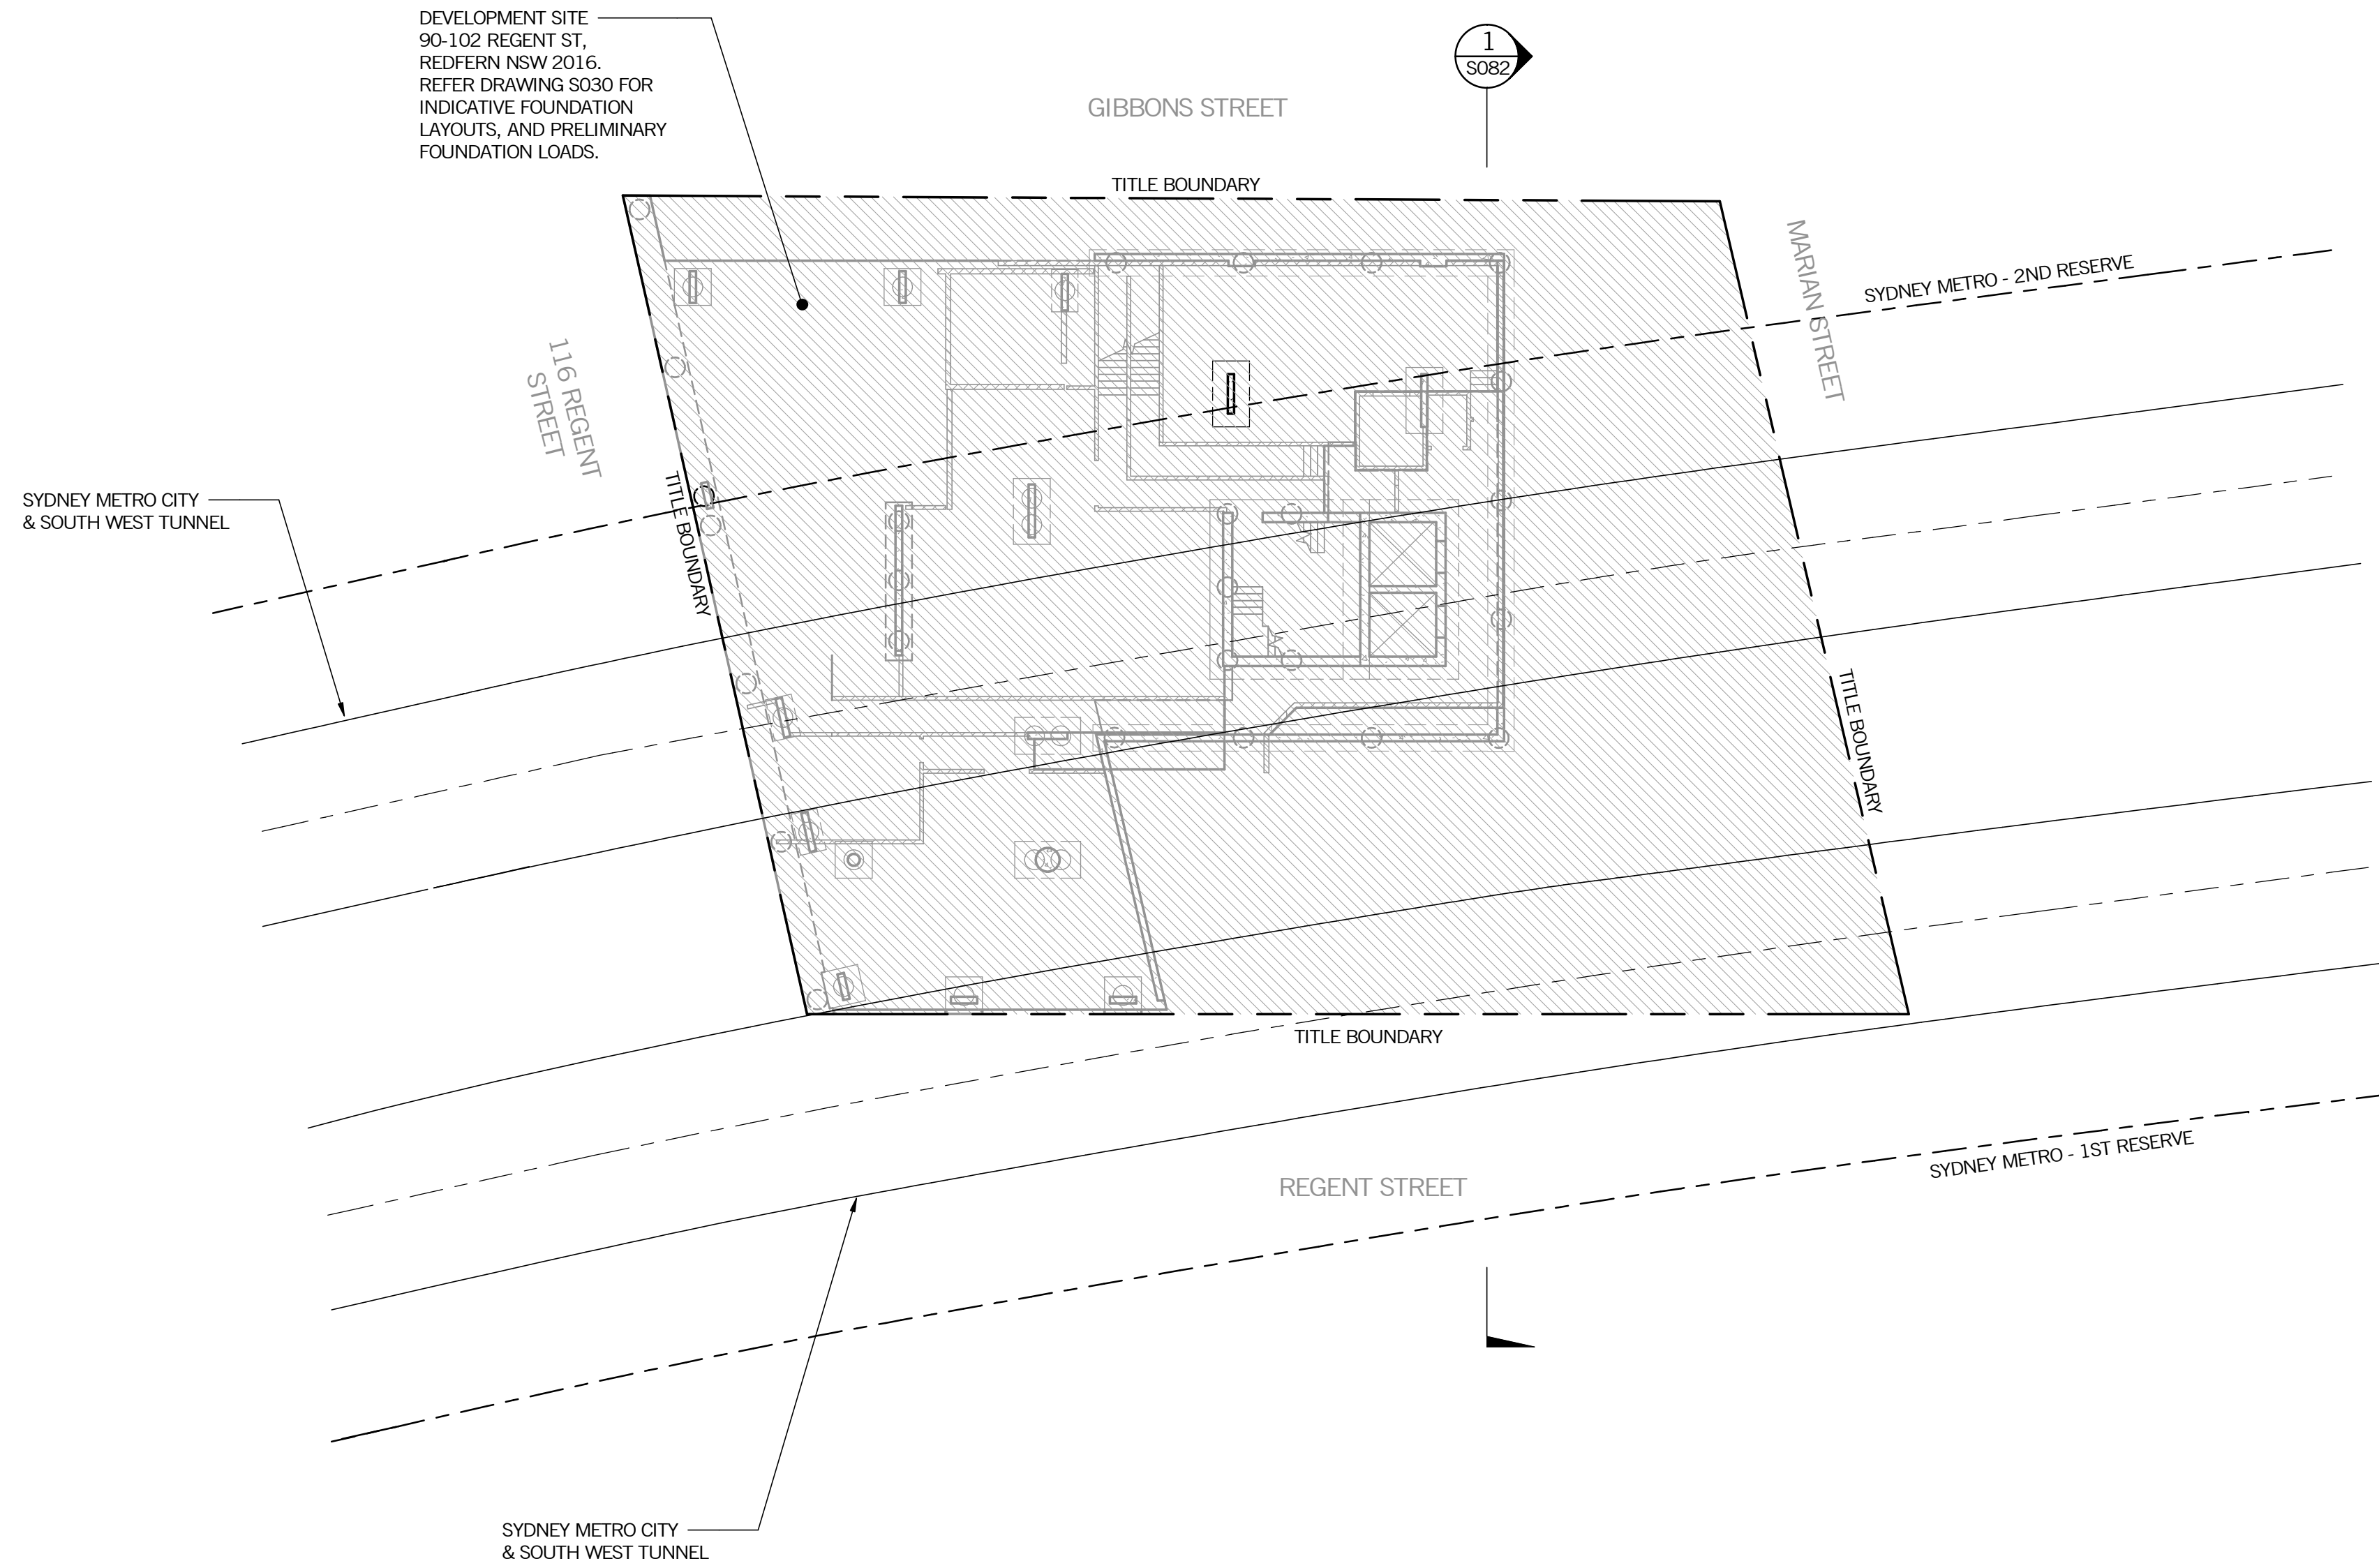 DEVELOPMENT SITE
90-102 REGENT ST,
REDFERN NSW 2016.
REFER DRAWING S030 FOR
INDICATIVE FOUNDATION
LAYOUTS, AND PRELIMINARY
FOUNDATION LOADS.
1
S082
GIBBONS STREET
TITLE BOUNDARY
MARIAN STREET
SYDNEY METRO - 2ND RESERVE
116 REGENT
STREET
TITLE BOUNDARY
SYDNEY METRO CITY
& SOUTH WEST TUNNEL
TITLE BOUNDARY
TITLE BOUNDARY
SYDNEY METRO - 1ST RESERVE
REGENT STREET
SYDNEY METRO CITY
& SOUTH WEST TUNNEL